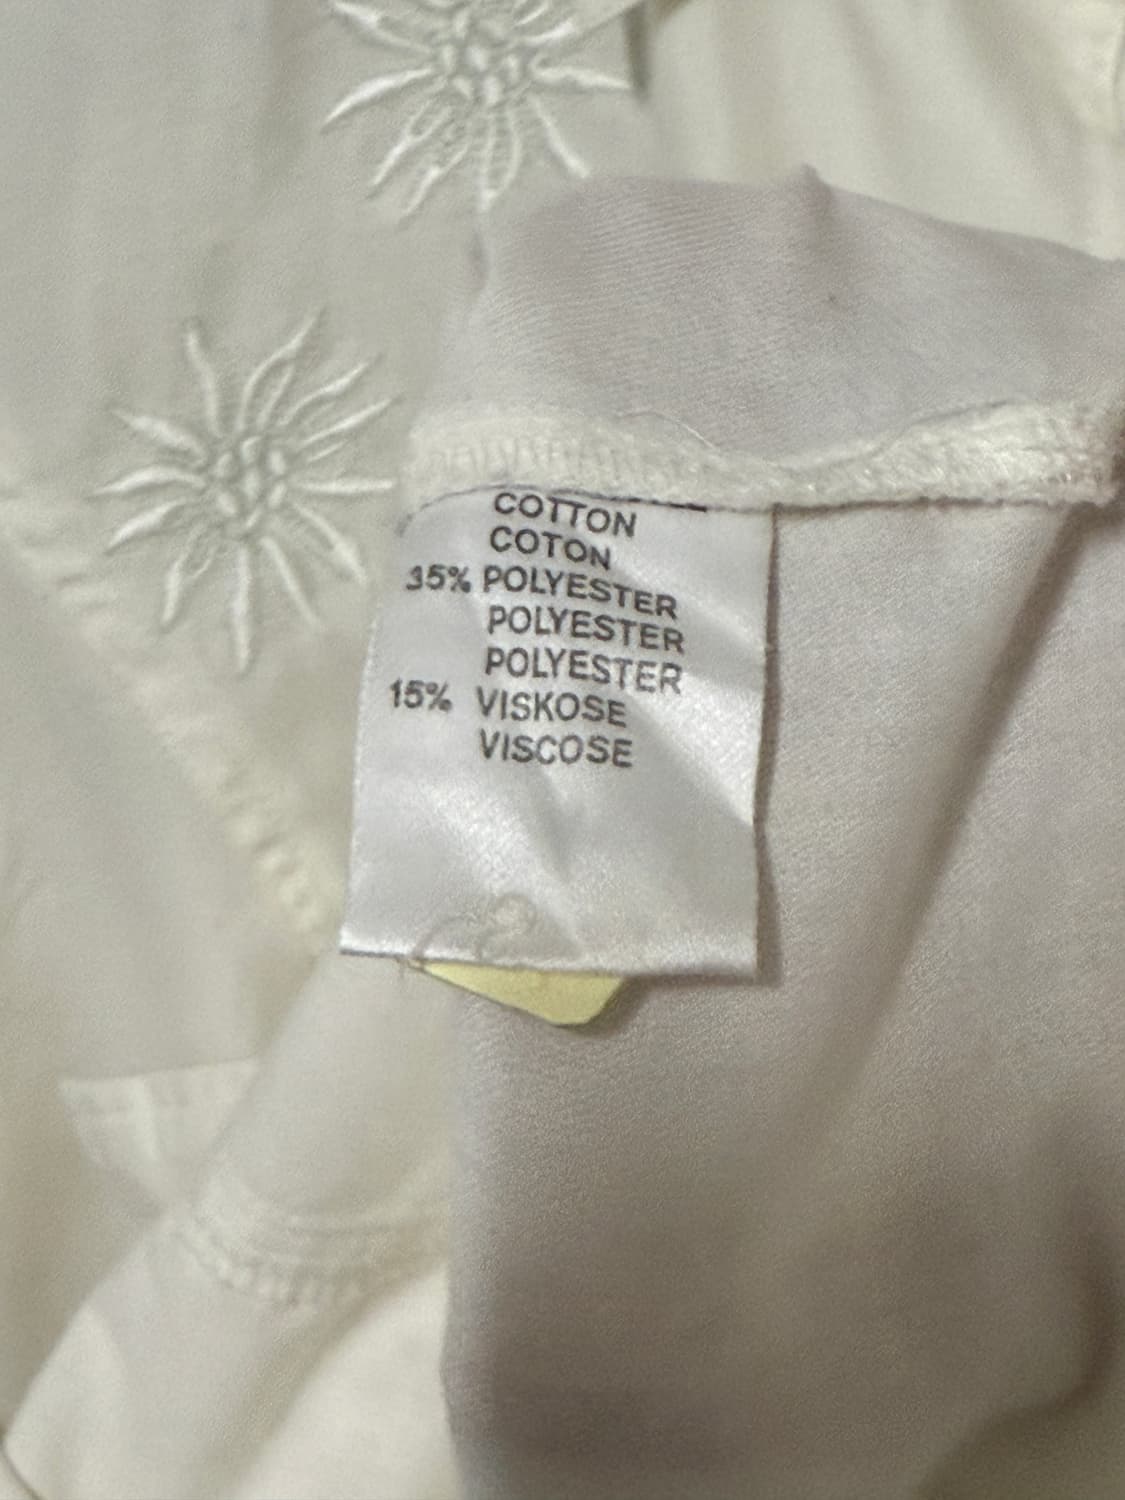 COTTON
COTON
35% POLYESTER
POLYESTER
POLYESTER
15% VISKOSE
VISCOSE